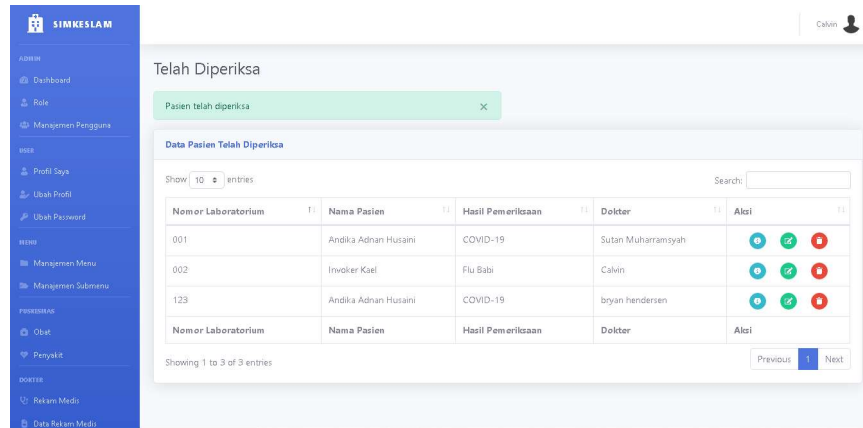 SIMKESLAM
Calvin
ADMIN
Dashboard
Role
Manajemen Pengguna
USER
Profil Saya
Ubah Profil
Ubah Password
MENU
Manajemen Menu
Manajemen Submenu
PUSKESMAS
Obat
Penyakit
DOKTER
Rekam Medis
Data Rekam Medis
Telah Diperiksa
Pasien telah diperiksa ×
Data Pasien Telah Diperiksa
Show 10 entries Search:
Nomor Laboratorium Nama Pasien Hasil Pemeriksaan Dokter Aksi
001 Andika Adnan Husaini COVID-19 Sutan Muharramsyah
002 Invoker Kael Flu Babi Calvin
123 Andika Adnan Husaini COVID-19 bryan hendersen
Nomor Laboratorium Nama Pasien Hasil Pemeriksaan Dokter Aksi
Showing 1 to 3 of 3 entries Previous 1 Next